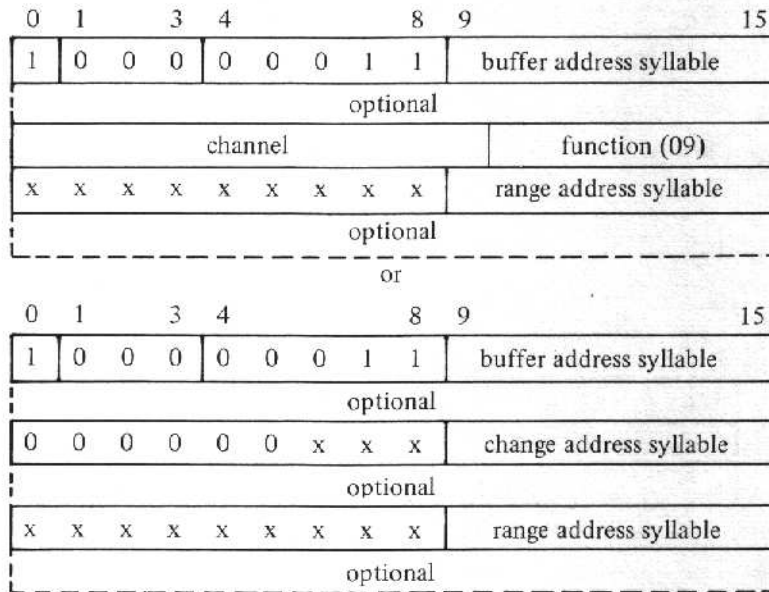 0 1 3 4 8 9 15
1 0 0 0 0 0 0 1 1 buffer address syllable
optional
channel function (09)
x x x x x x x x x range address syllable
optional
or
0 1 3 4 8 9 15
1 0 0 0 0 0 0 1 1 buffer address syllable
optional
0 0 0 0 0 0 x x x change address syllable
optional
x x x x x x x x x range address syllable
optional